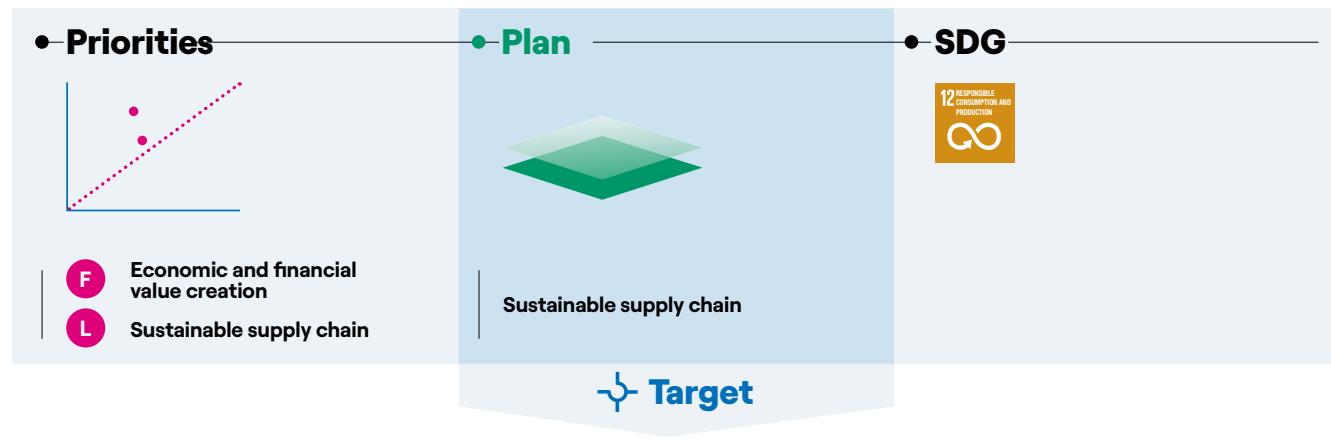 Priorities
Plan
SDG
12 RESPONSIBLE
CONSUMPTION AND
PRODUCTION
F
Economic and financial
value creation
L
Sustainable supply chain
Sustainable supply chain
Target